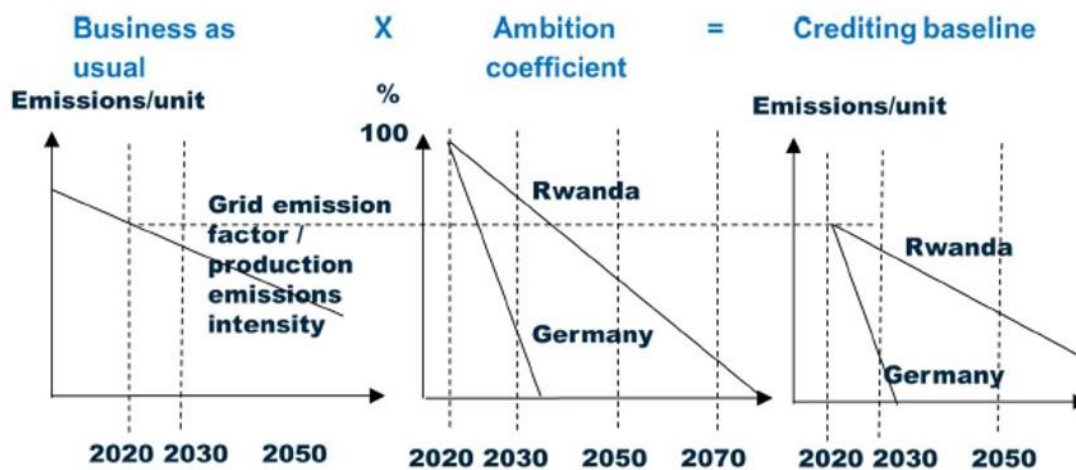 Business as usual X Ambition coefficient = Crediting baseline
Emissions/unit
Grid emission
factor /
production
emissions
intensity
2020 2030 2050
%
100
Rwanda
Germany
2020 2030 2050 2070
Emissions/unit
Rwanda
Germany
2020 2030 2050